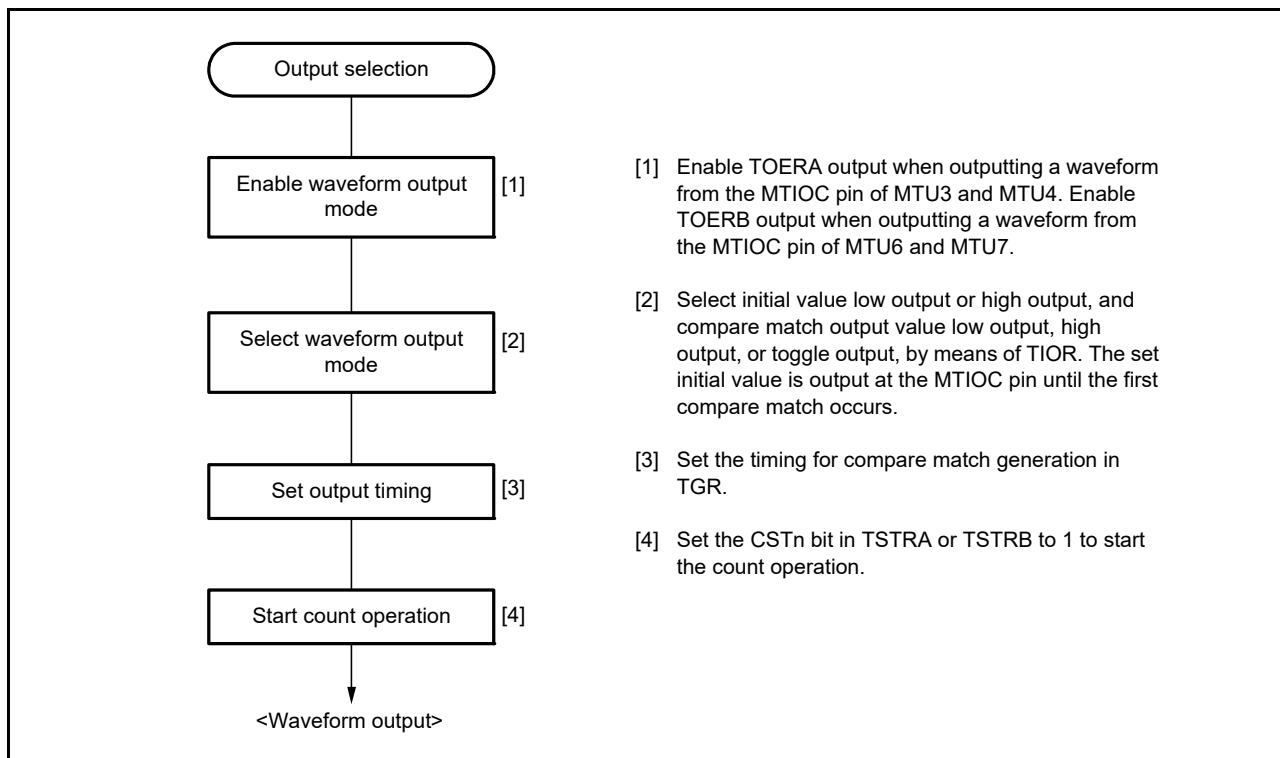 Output selection
Enable waveform output
mode
[1]
Select waveform output
mode
[2]
Set output timing
[3]
Start count operation
[4]
<Waveform output>
[1] Enable TOERA output when outputting a waveform
from the MTIOC pin of MTU3 and MTU4. Enable
TOERB output when outputting a waveform from
the MTIOC pin of MTU6 and MTU7.
[2] Select initial value low output or high output, and
compare match output value low output, high
output, or toggle output, by means of TIOR. The set
initial value is output at the MTIOC pin until the first
compare match occurs.
[3] Set the timing for compare match generation in
TGR.
[4] Set the CSTn bit in TSTRA or TSTRB to 1 to start
the count operation.